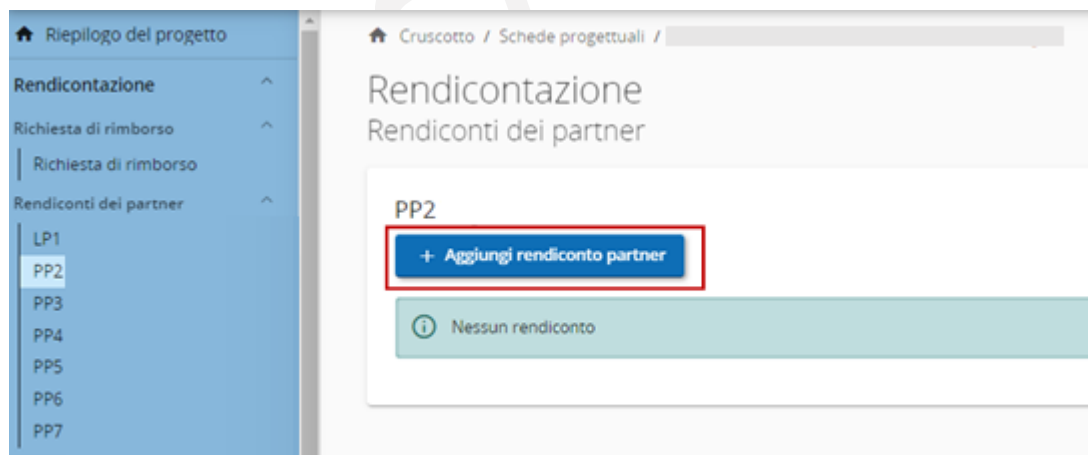 Riepilogo del progetto
Rendicontazione
Richiesta di rimborso
Richiesta di rimborso
Rendiconti dei partner
LP1
PP2
PP3
PP4
PP5
PP6
PP7
Cruscotto / Schede progettuali /
Rendicontazione
Rendiconti dei partner
PP2
+ Aggiungi rendiconto partner
Nessun rendiconto